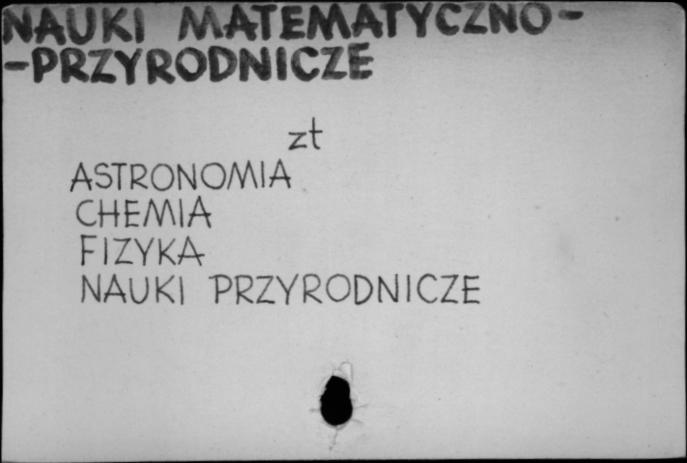 NAUKI MATEMATYCZNO-
-PRZYRODNICZE
zt
ASTRONOMIA
CHEMIA
FIZYKA
NAUKI PRZYRODNICZE